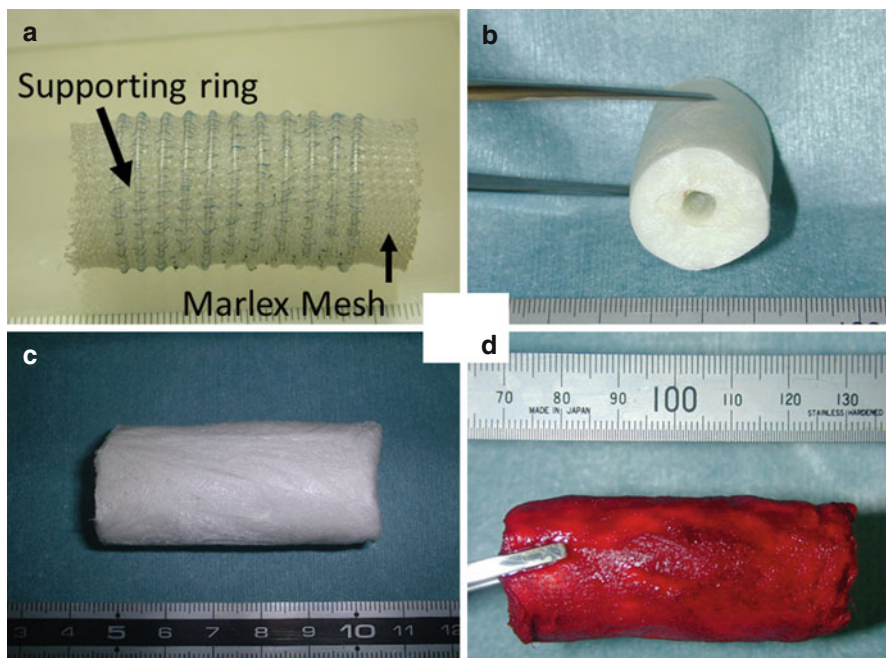 a
Supporting ring
Marlex Mesh
b
c
3 4 5 6 7 8 9 10 11 12
d
70 80 90 100 110 120 130
MADE IN JAPAN STAINLESS HARDENED